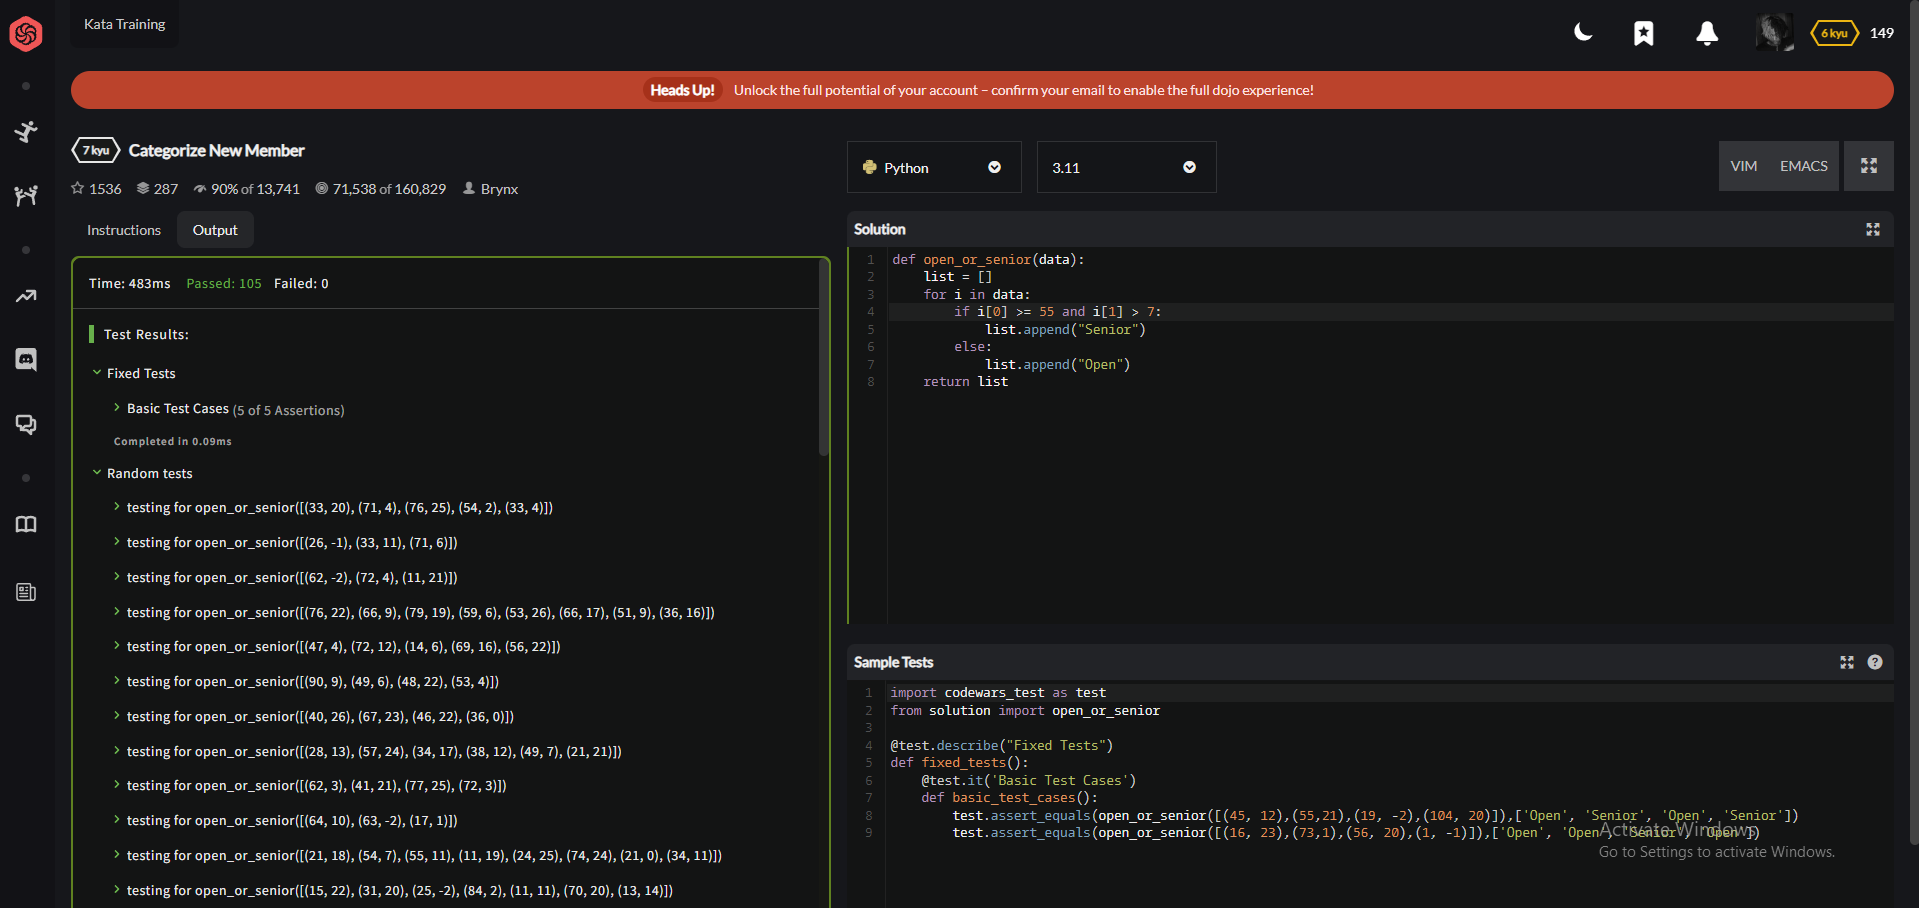 Kata Training
6 kyu 149
Heads Up! Unlock the full potential of your account – confirm your email to enable the full dojo experience!
7 kyu Categorize New Member
1536 287 90% of 13,741 71,538 of 160,829 Brynx
Instructions Output
Time: 483ms Passed: 105 Failed: 0
Test Results:
Fixed Tests
Basic Test Cases (5 of 5 Assertions)
Completed in 0.09ms
Random tests
testing for open_or_senior([(33, 20), (71, 4), (76, 25), (54, 2), (33, 4)])
testing for open_or_senior([(26, -1), (33, 11), (71, 6)])
testing for open_or_senior([(62, -2), (72, 4), (11, 21)])
testing for open_or_senior([(76, 22), (66, 9), (79, 19), (59, 6), (53, 26), (66, 17), (51, 9), (36, 16)])
testing for open_or_senior([(47, 4), (72, 12), (14, 6), (69, 16), (56, 22)])
testing for open_or_senior([(90, 9), (49, 6), (48, 22), (53, 4)])
testing for open_or_senior([(40, 26), (67, 23), (46, 22), (36, 0)])
testing for open_or_senior([(28, 13), (57, 24), (34, 17), (38, 12), (49, 7), (21, 21)])
testing for open_or_senior([(62, 3), (41, 21), (77, 25), (72, 3)])
testing for open_or_senior([(64, 10), (63, -2), (17, 1)])
testing for open_or_senior([(21, 18), (54, 7), (55, 11), (11, 19), (24, 25), (74, 24), (21, 0), (34, 11)])
testing for open_or_senior([(15, 22), (31, 20), (25, -2), (84, 2), (11, 11), (70, 20), (13, 14)])
Python 3.11 VIM EMACS
Solution
1 def open_or_senior(data):
2     list = []
3     for i in data:
4         if i[0] >= 55 and i[1] > 7:
5             list.append("Senior")
6         else:
7             list.append("Open")
8     return list
Sample Tests ?
1 import codewars_test as test
2 from solution import open_or_senior
3
4 @test.describe("Fixed Tests")
5 def fixed_tests():
6     @test.it('Basic Test Cases')
7     def basic_test_cases():
8         test.assert_equals(open_or_senior([(45, 12),(55,21),(19, -2),(104, 20)]),['Open', 'Senior', 'Open', 'Senior'])
9         test.assert_equals(open_or_senior([(16, 23),(73,1),(56, 20),(1, -1)]),['Open', 'Open', 'Senior', 'Open'])
Activate Windows
Go to Settings to activate Windows.